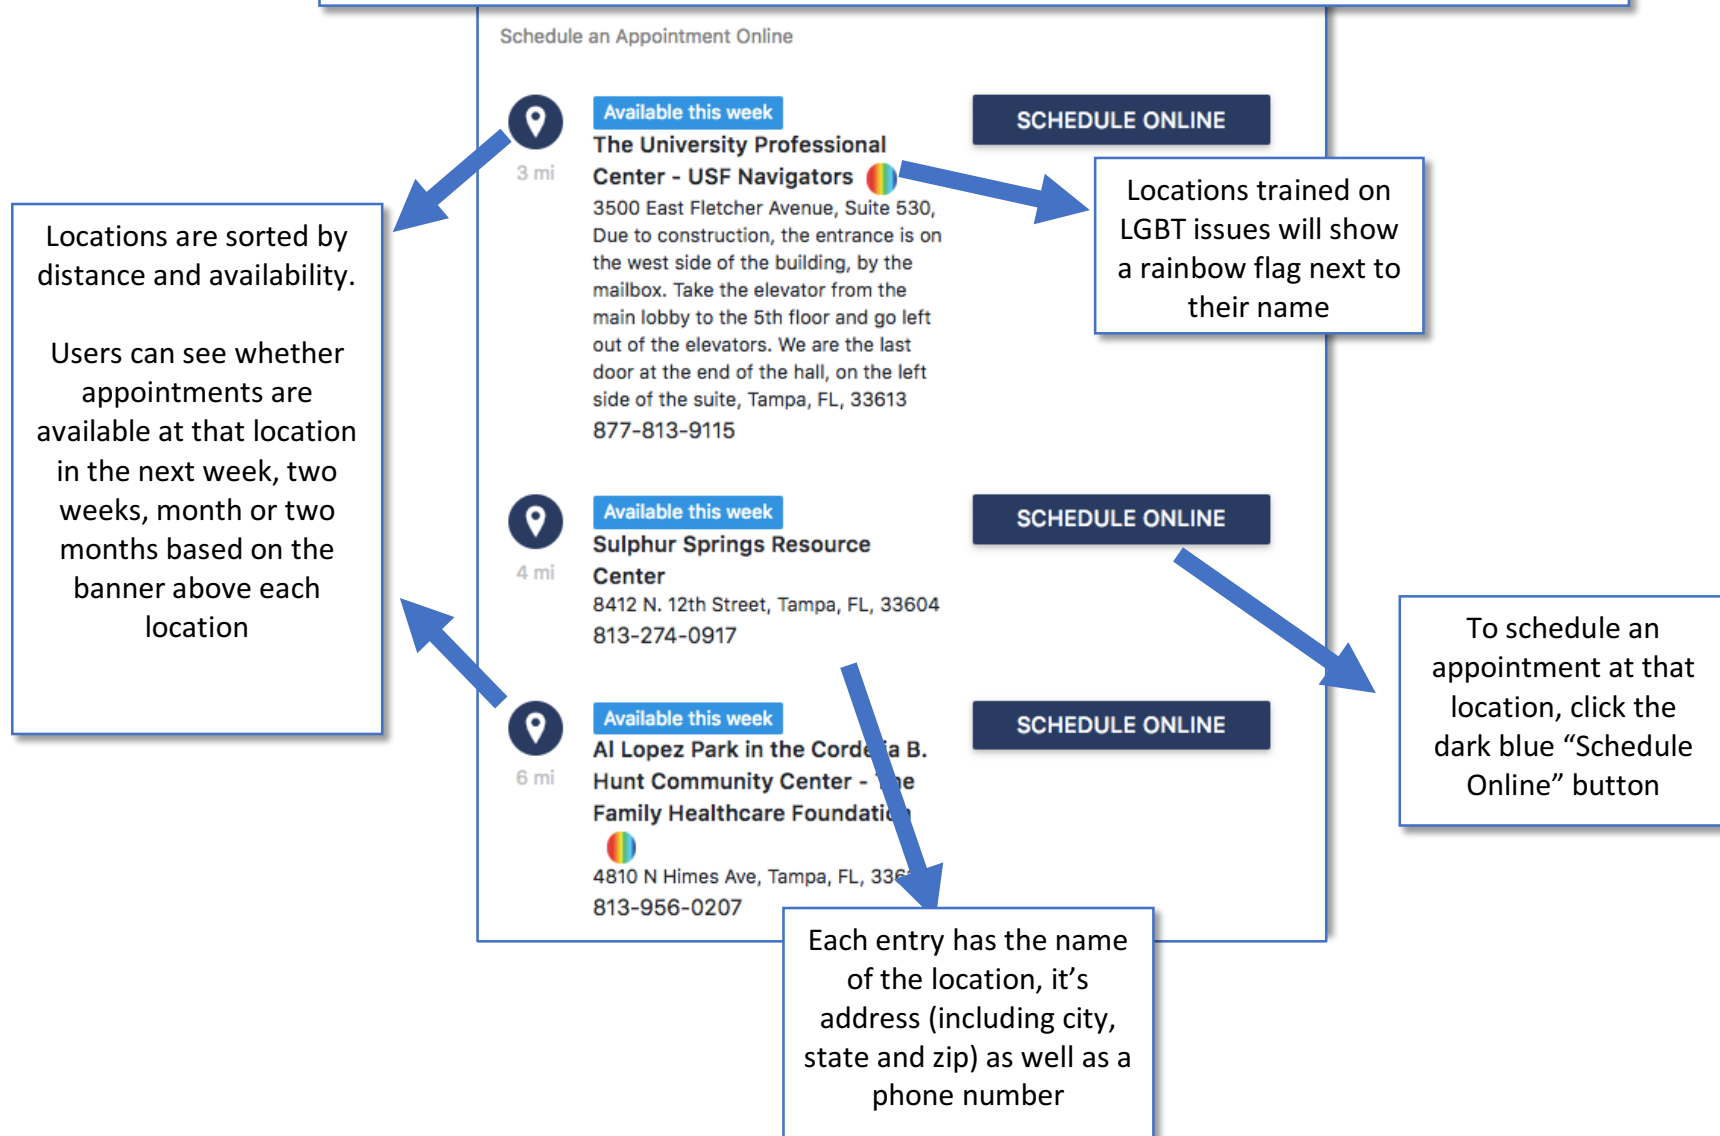 Schedule an Appointment Online
Available this week
SCHEDULE ONLINE
The University Professional
Center - USF Navigators
3 mi
3500 East Fletcher Avenue, Suite 530,
Due to construction, the entrance is on
the west side of the building, by the
mailbox. Take the elevator from the
main lobby to the 5th floor and go left
out of the elevators. We are the last
door at the end of the hall, on the left
side of the suite, Tampa, FL, 33613
877-813-9115
Locations trained on
LGBT issues will show
a rainbow flag next to
their name
Locations are sorted by
distance and availability.
Users can see whether
appointments are
available at that location
in the next week, two
weeks, month or two
months based on the
banner above each
location
Available this week
SCHEDULE ONLINE
Sulphur Springs Resource
Center
4 mi
8412 N. 12th Street, Tampa, FL, 33604
813-274-0917
To schedule an
appointment at that
location, click the
dark blue “Schedule
Online” button
Available this week
SCHEDULE ONLINE
Al Lopez Park in the B.
Hunt Community Center -
Family Healthcare
6 mi
4810 N Himes Ave, Tampa, FL,
813-956-0207
Each entry has the name
of the location, it’s
address (including city,
state and zip) as well as a
phone number